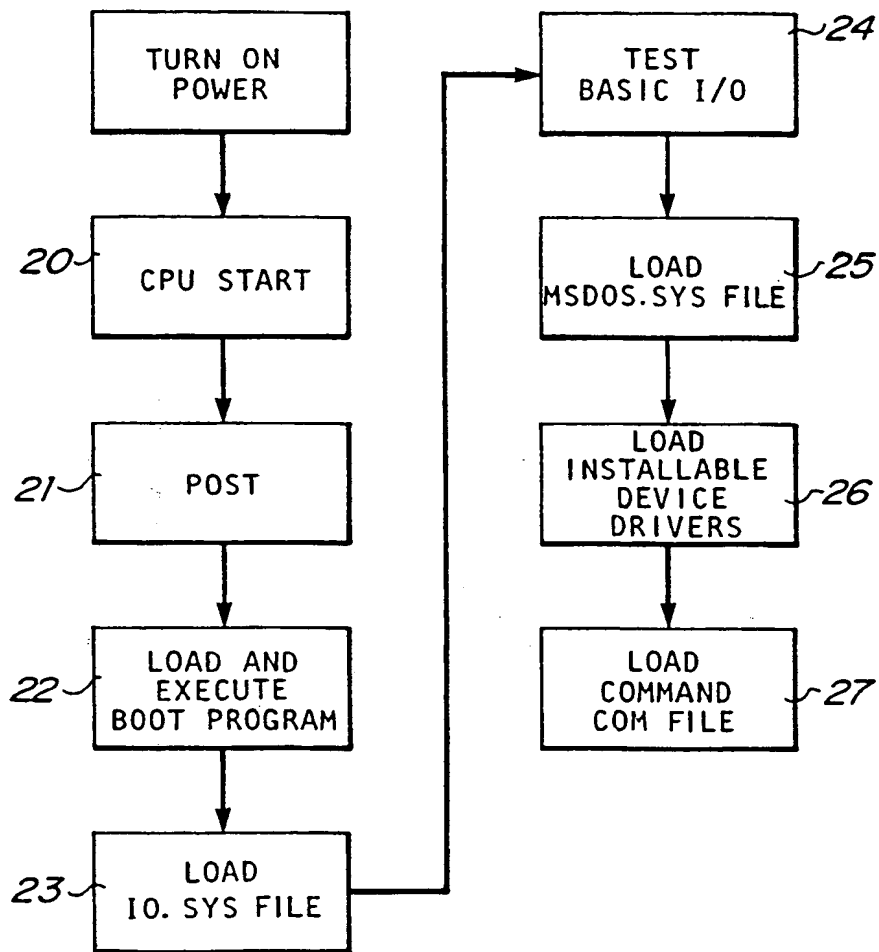 TURN ON
POWER
20
CPU START
21
POST
22
LOAD AND
EXECUTE
BOOT PROGRAM
23
LOAD
IO. SYS FILE
24
TEST
BASIC I/O
25
LOAD
MSDOS.SYS FILE
26
LOAD
INSTALLABLE
DEVICE
DRIVERS
27
LOAD
COMMAND
COM FILE